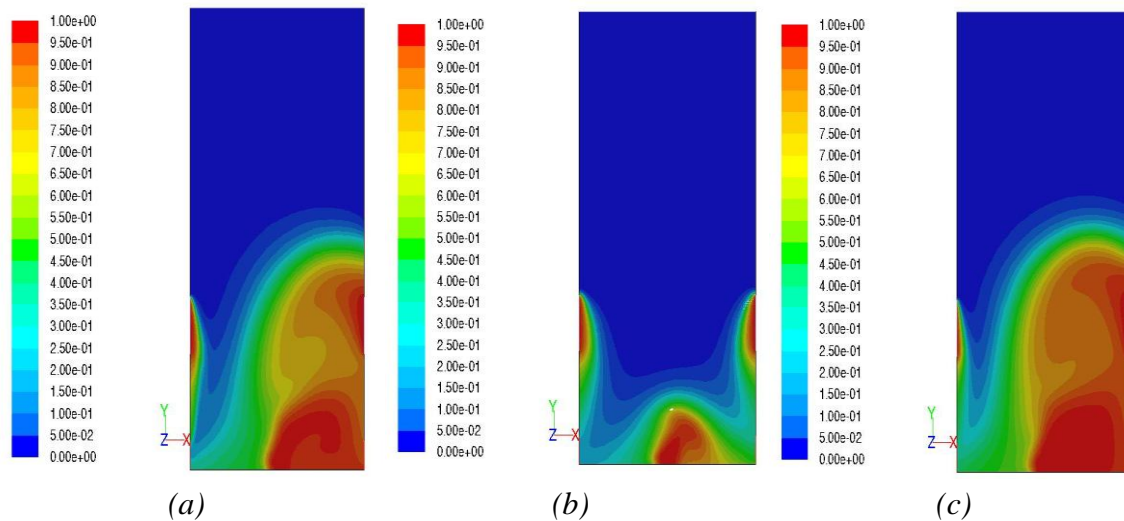 1.00e+00
9.50e-01
9.00e-01
8.50e-01
8.00e-01
7.50e-01
7.00e-01
6.50e-01
6.00e-01
5.50e-01
5.00e-01
4.50e-01
4.00e-01
3.50e-01
3.00e-01
2.50e-01
2.00e-01
1.50e-01
1.00e-01
5.00e-02
0.00e+00
Y
Z X
(a)
1.00e+00
9.50e-01
9.00e-01
8.50e-01
8.00e-01
7.50e-01
7.00e-01
6.50e-01
6.00e-01
5.50e-01
5.00e-01
4.50e-01
4.00e-01
3.50e-01
3.00e-01
2.50e-01
2.00e-01
1.50e-01
1.00e-01
5.00e-02
0.00e+00
Y
Z X
(b)
1.00e+00
9.50e-01
9.00e-01
8.50e-01
8.00e-01
7.50e-01
7.00e-01
6.50e-01
6.00e-01
5.50e-01
5.00e-01
4.50e-01
4.00e-01
3.50e-01
3.00e-01
2.50e-01
2.00e-01
1.50e-01
1.00e-01
5.00e-02
0.00e+00
Y
Z X
(c)